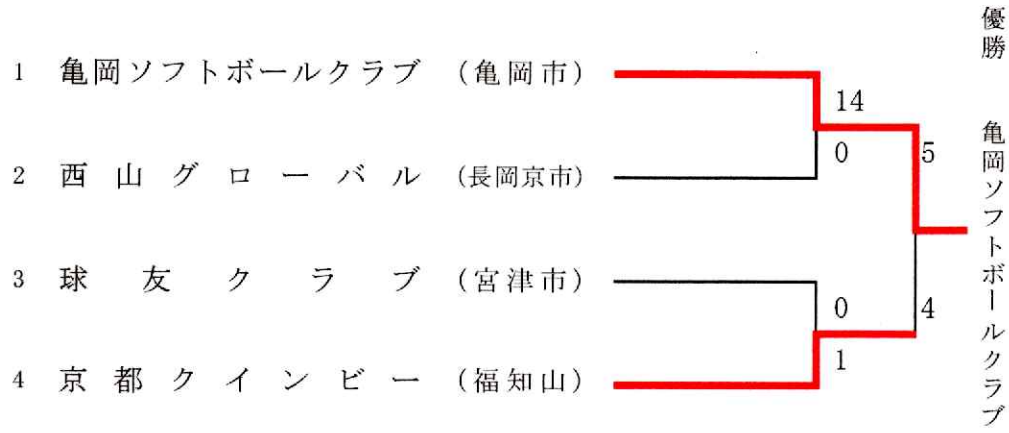 1 亀岡ソフトボールクラブ (亀岡市)
2 西山グローバル (長岡京市)
3 球友クラブ (宮津市)
4 京都クインビー (福知山)
14
0
5
0
1
4
優勝 亀岡ソフトボールクラブ